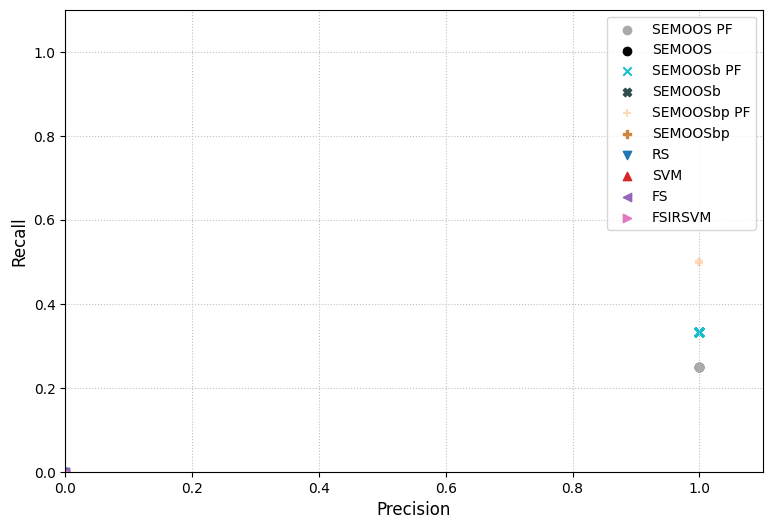 SEMOOS PF
SEMOOS
SEMOOSb PF
SEMOOSb
SEMOOSbp PF
SEMOOSbp
RS
SVM
FS
FSIRSVM
1.0
0.8
0.6
0.4
0.2
0.0
Recall
0.0 0.2 0.4 0.6 0.8 1.0
Precision